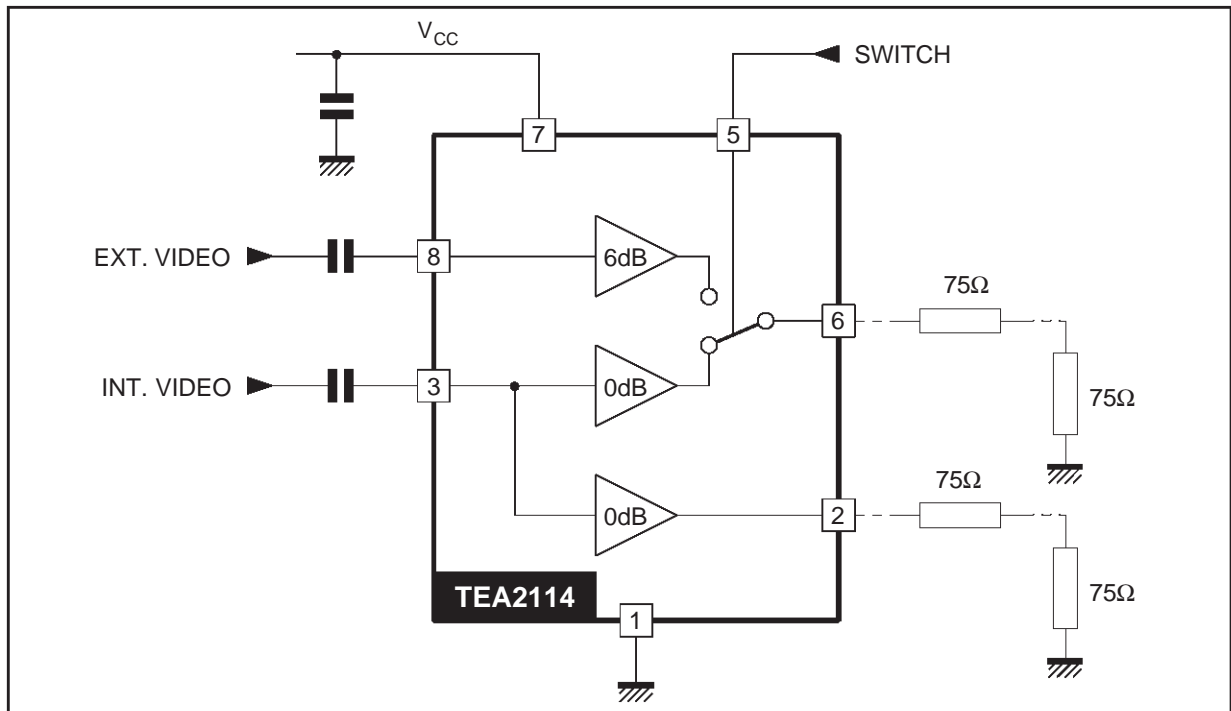 VCC
SWITCH
7
5
EXT. VIDEO
8
6dB
75Ω
6
INT. VIDEO
3
0dB
75Ω
75Ω
0dB
2
75Ω
TEA2114
1